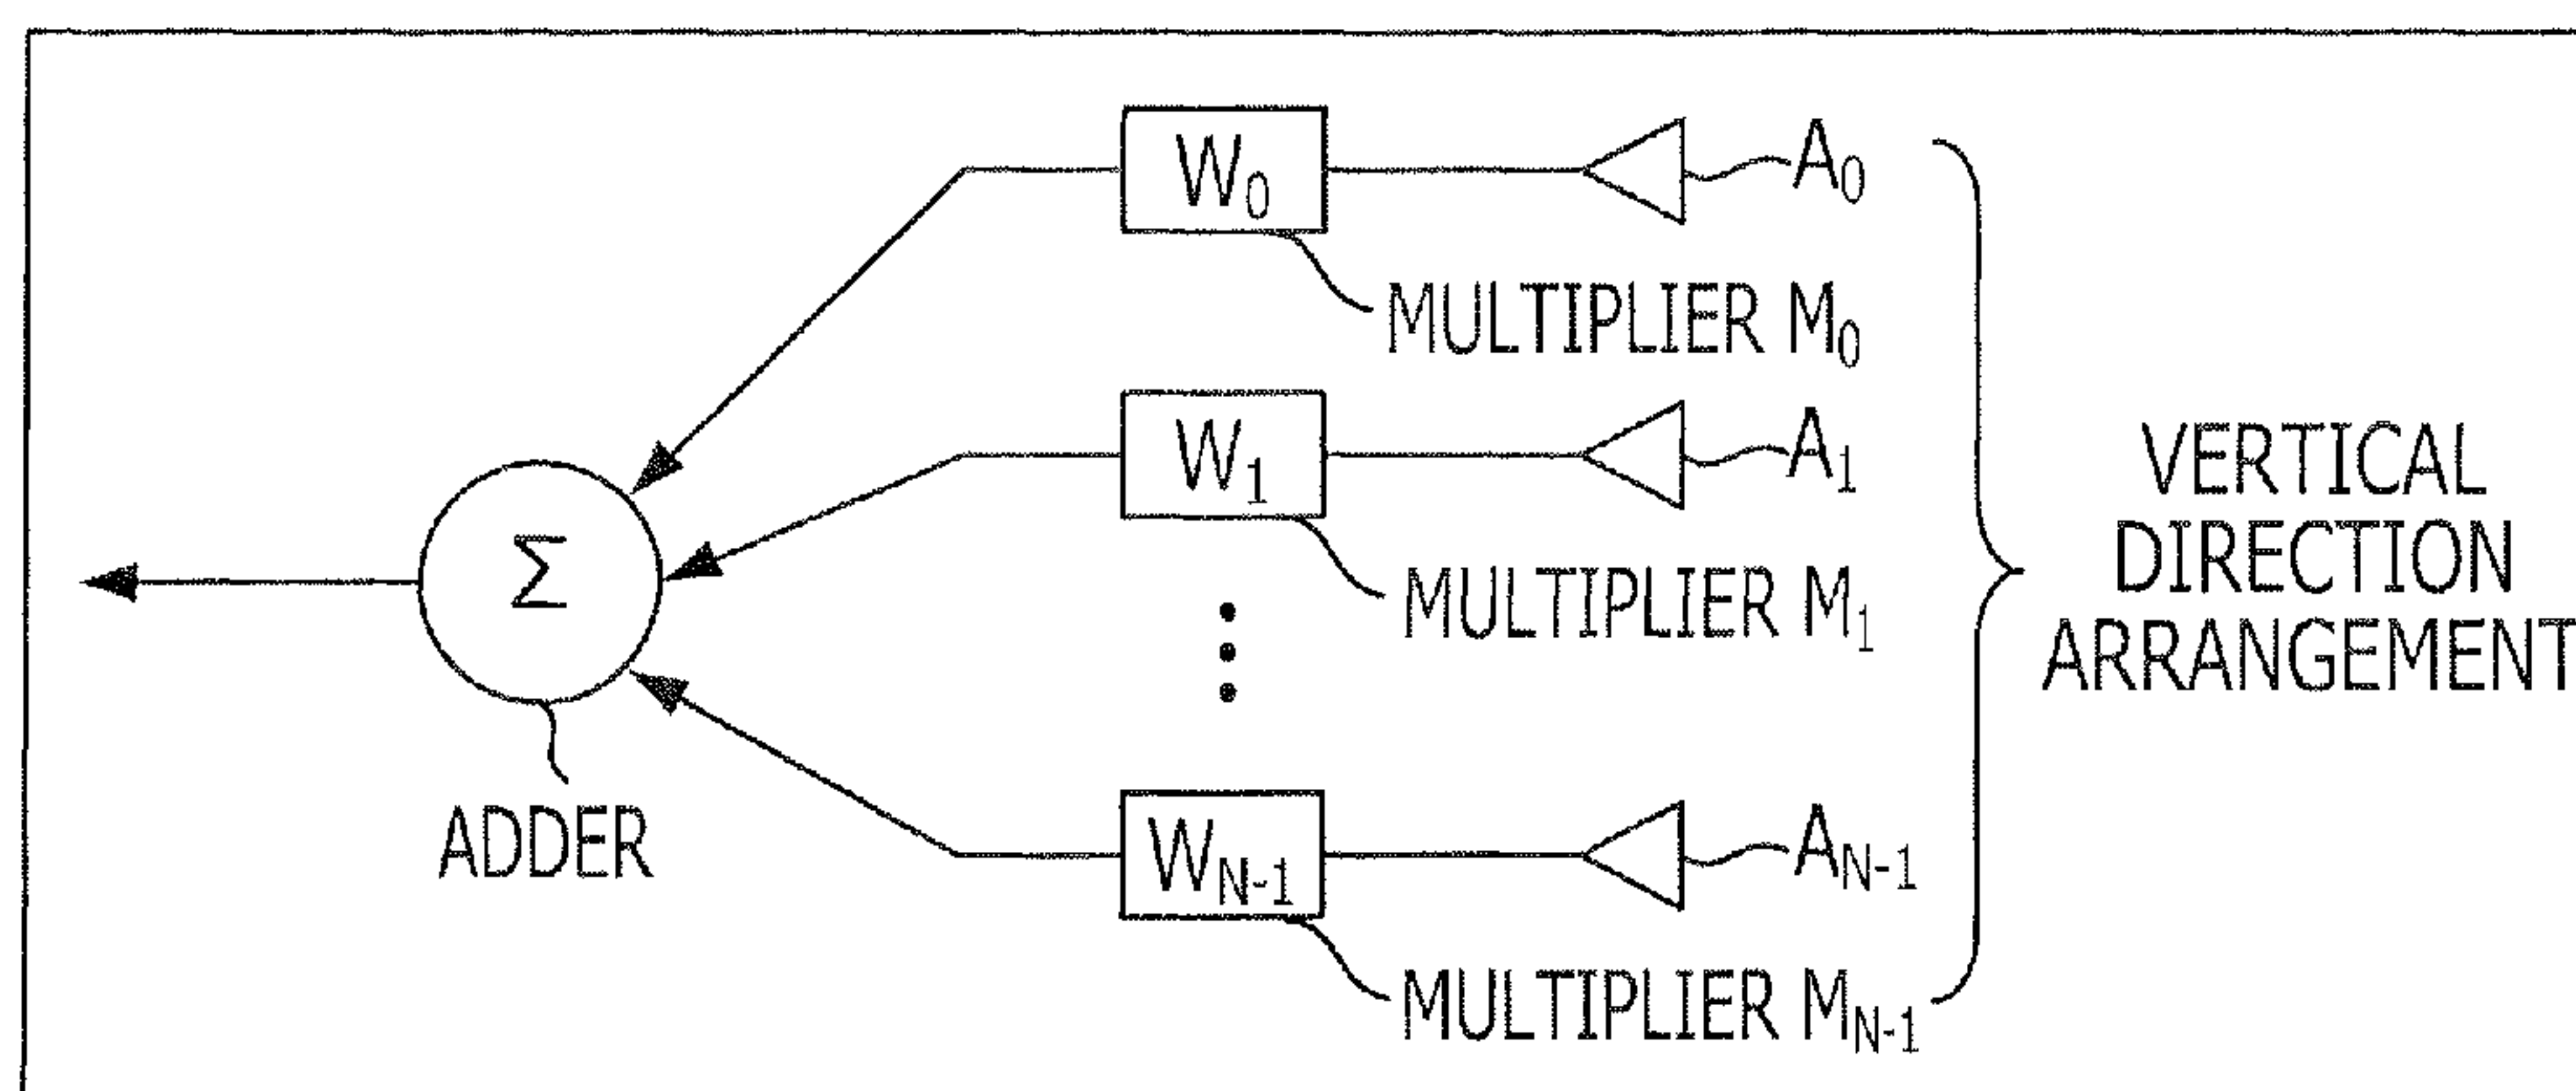 W0
A0
MULTIPLIER M0
W1
A1
MULTIPLIER M1
Σ
ADDER
WN-1
AN-1
MULTIPLIER MN-1
VERTICAL
DIRECTION
ARRANGEMENT